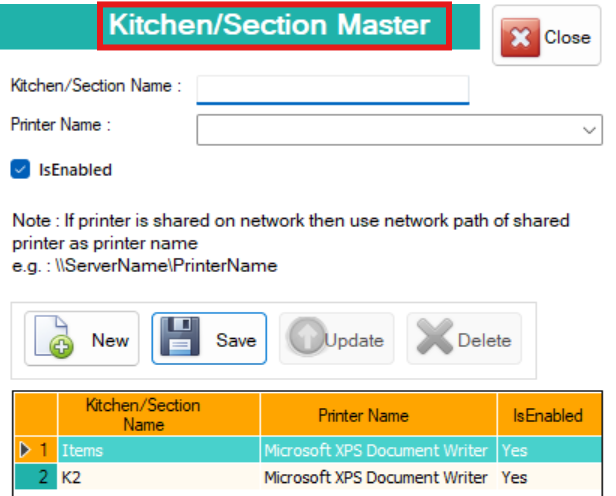 Kitchen/Section Master
Close
Kitchen/Section Name :
Printer Name :
IsEnabled
Note : If printer is shared on network then use network path of shared
printer as printer name
e.g. : \\ServerName\PrinterName
New Save Update Delete
Kitchen/Section
Name Printer Name IsEnabled
1 Items Microsoft XPS Document Writer Yes
2 K2 Microsoft XPS Document Writer Yes